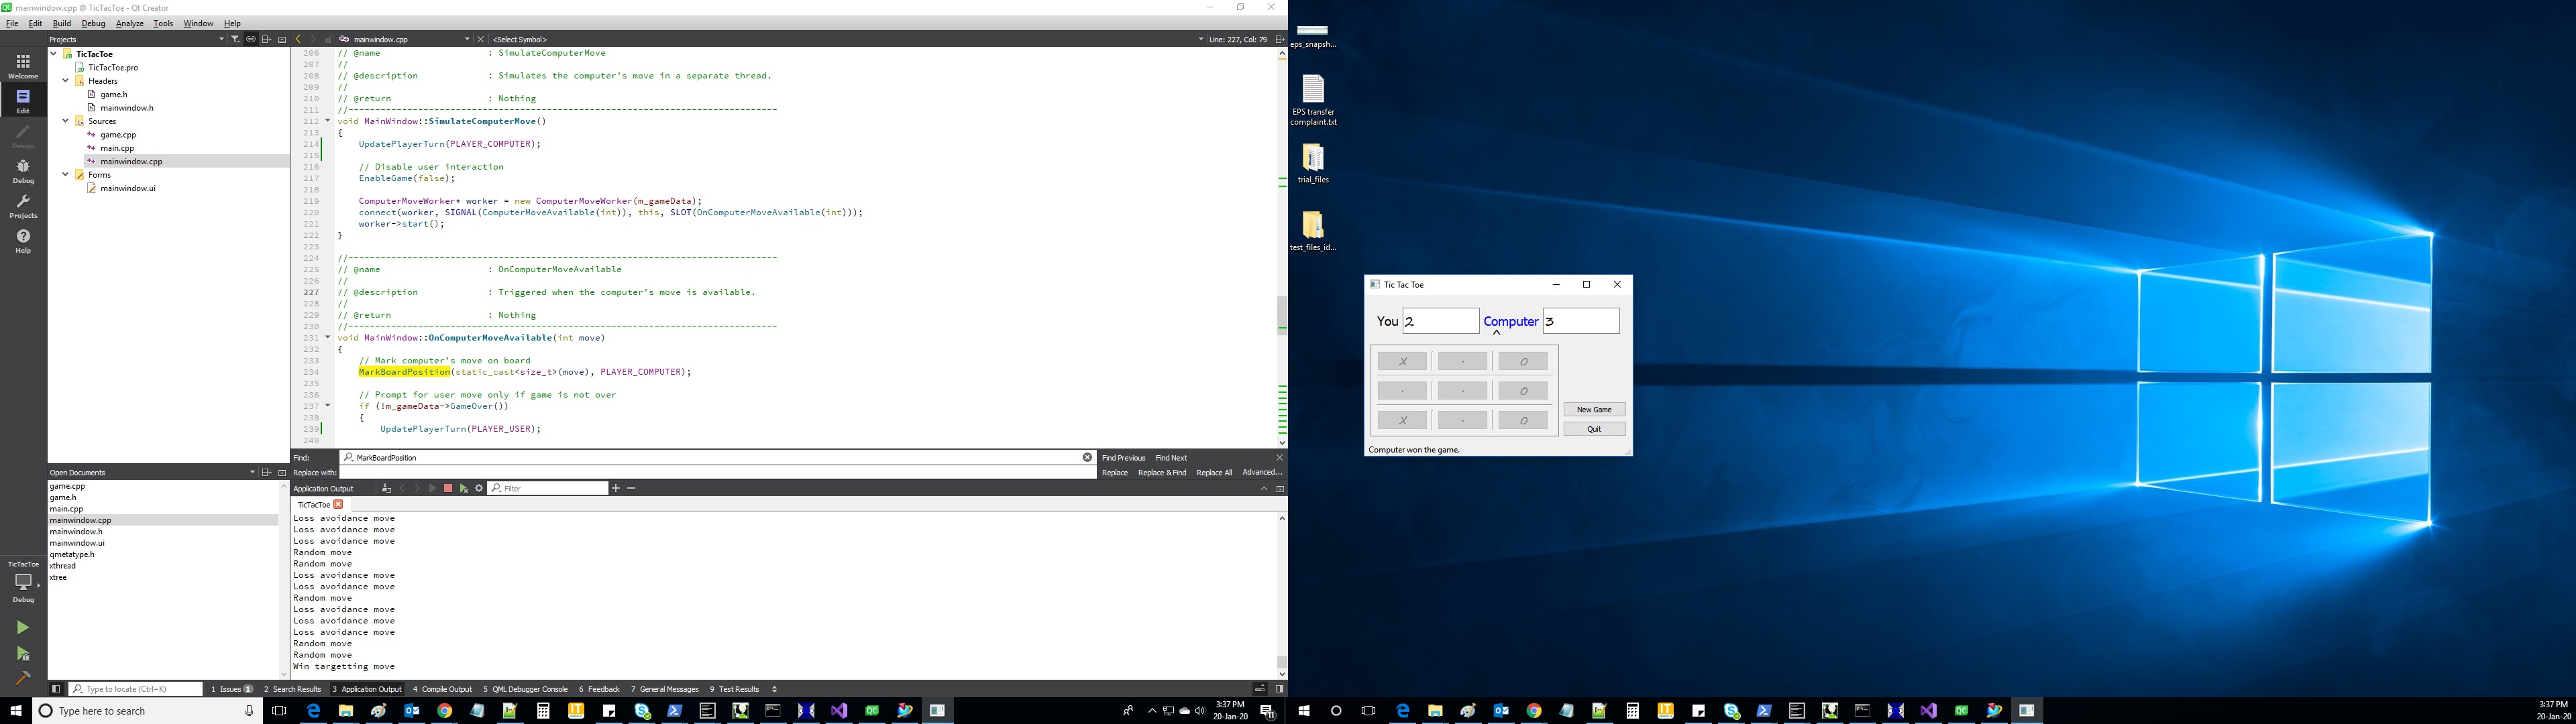 mainwindow.cpp @ TicTacToe - Qt Creator
File Edit Build Debug Analyze Tools Window Help
Projects
mainwindow.cpp <Select Symbol> Line: 227, Col: 79
Welcome
Edit
Design
Debug
Projects
Help
TicTacToe
Debug
TicTacToe
TicTacToe.pro
Headers
game.h
mainwindow.h
Sources
game.cpp
main.cpp
mainwindow.cpp
Forms
mainwindow.ui
Open Documents
game.cpp
game.h
main.cpp
mainwindow.cpp
mainwindow.h
mainwindow.ui
qmetatype.h
xthread
xtree
206 // @name : SimulateComputerMove
207 //
208 // @description : Simulates the computer's move in a separate thread.
209 //
210 // @return : Nothing
211 //--------------------------------------------------------------------------------
212 void MainWindow::SimulateComputerMove()
213 {
214 UpdatePlayerTurn(PLAYER_COMPUTER);
215
216 // Disable user interaction
217 EnableGame(false);
218
219 ComputerMoveWorker* worker = new ComputerMoveWorker(m_gameData);
220 connect(worker, SIGNAL(ComputerMoveAvailable(int)), this, SLOT(OnComputerMoveAvailable(int)));
221 worker->start();
222 }
223
224 //--------------------------------------------------------------------------------
225 // @name : OnComputerMoveAvailable
226 //
227 // @description : Triggered when the computer's move is available.
228 //
229 // @return : Nothing
230 //--------------------------------------------------------------------------------
231 void MainWindow::OnComputerMoveAvailable(int move)
232 {
233 // Mark computer's move on board
234 MarkBoardPosition(static_cast<size_t>(move), PLAYER_COMPUTER);
235
236 // Prompt for user move only if game is not over
237 if (!m_gameData->GameOver())
238 {
239 UpdatePlayerTurn(PLAYER_USER);
240
Find: MarkBoardPosition Find Previous Find Next
Replace with: Replace Replace & Find Replace All Advanced...
Application Output Filter
TicTacToe
Loss avoidance move
Loss avoidance move
Loss avoidance move
Random move
Random move
Loss avoidance move
Loss avoidance move
Random move
Loss avoidance move
Loss avoidance move
Loss avoidance move
Random move
Random move
Win targetting move
Type to locate (Ctrl+K) 1 Issues 1 2 Search Results 3 Application Output 4 Compile Output 5 QML Debugger Console 6 Feedback 7 General Messages 9 Test Results
Type here to search
3:37 PM
20-Jan-20
eps_snapsh...
EPS transfer
complaint.txt
trial_files
test_files_id...
Tic Tac Toe
You 2 Computer 3
^
X . O
. . O
X . O
New Game
Quit
Computer won the game.
3:37 PM
20-Jan-20